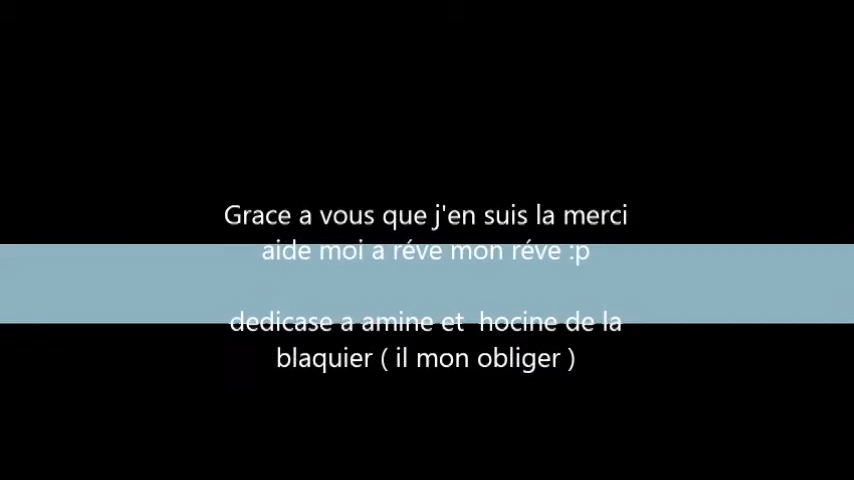 Grace a vous que j'en suis la merci
aide moi a réve mon réve :p
dedicase a amine et hocine de la
blaquier ( il mon obliger )